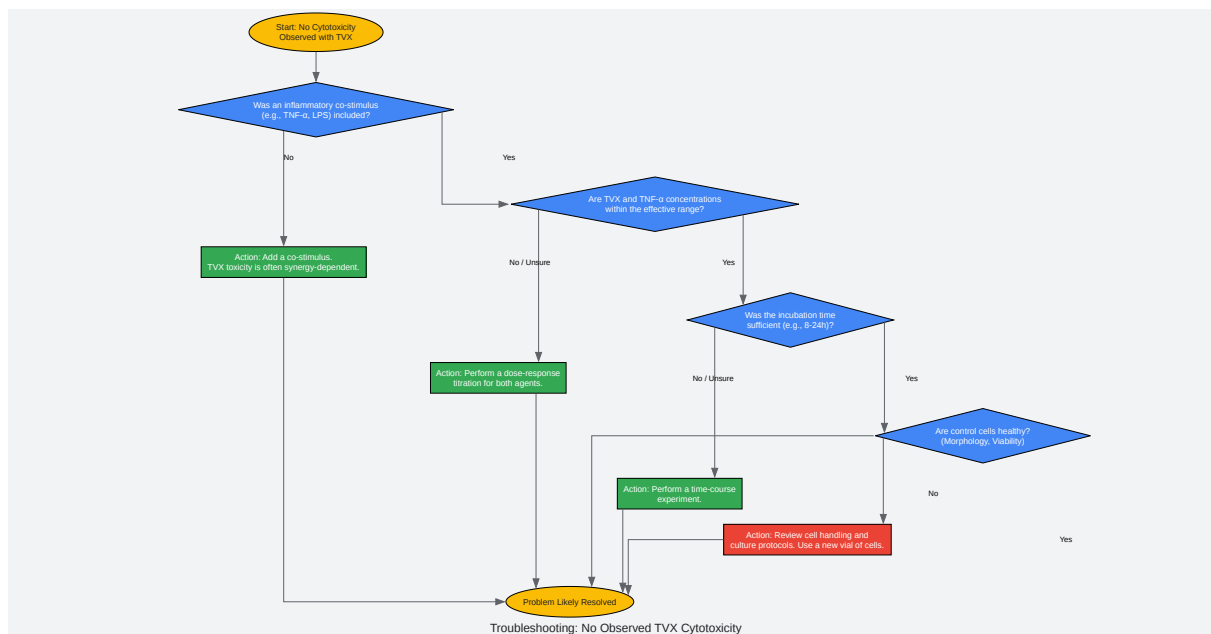 Start: No Cytotoxicity
Observed with TVX
Was an inflammatory co-stimulus
(e.g., TNF-α, LPS) included?
No
Yes
Are TVX and TNF-α concentrations
within the effective range?
Action: Add a co-stimulus.
TVX toxicity is often synergy-dependent.
No / Unsure
Yes
Was the incubation time
sufficient (e.g., 8-24h)?
Action: Perform a dose-response
titration for both agents.
No / Unsure
Yes
Are control cells healthy?
(Morphology, Viability)
Action: Perform a time-course
experiment.
No
Action: Review cell handling and
culture protocols. Use a new vial of cells.
Yes
Problem Likely Resolved
Troubleshooting: No Observed TVX Cytotoxicity